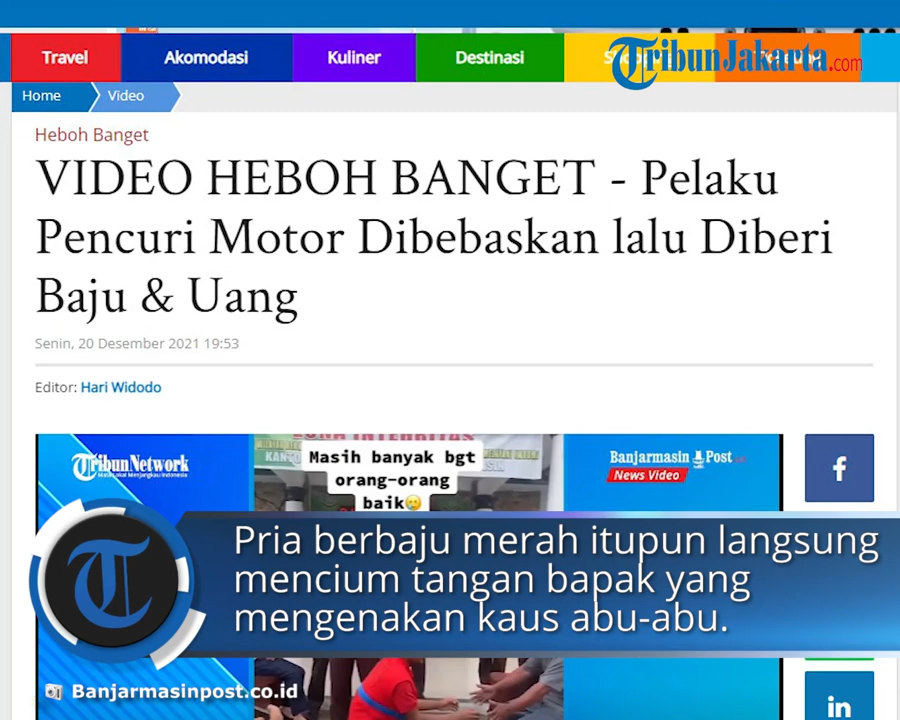 Travel
Akomodasi
Kuliner
Destinasi
TribunJakarta.com
Home
Video
Heboh Banget
VIDEO HEBOH BANGET - Pelaku
Pencuri Motor Dibebaskan lalu Diberi
Baju & Uang
Senin, 20 Desember 2021 19:53
Editor: Hari Widodo
TribunNetwork
Masih banyak bgt
orang-orang
baik🥲
Banjarmasin Post
News Video
f
Pria berbaju merah itupun langsung
mencium tangan bapak yang
mengenakan kaus abu-abu.
T
Banjarmasinpost.co.id
in